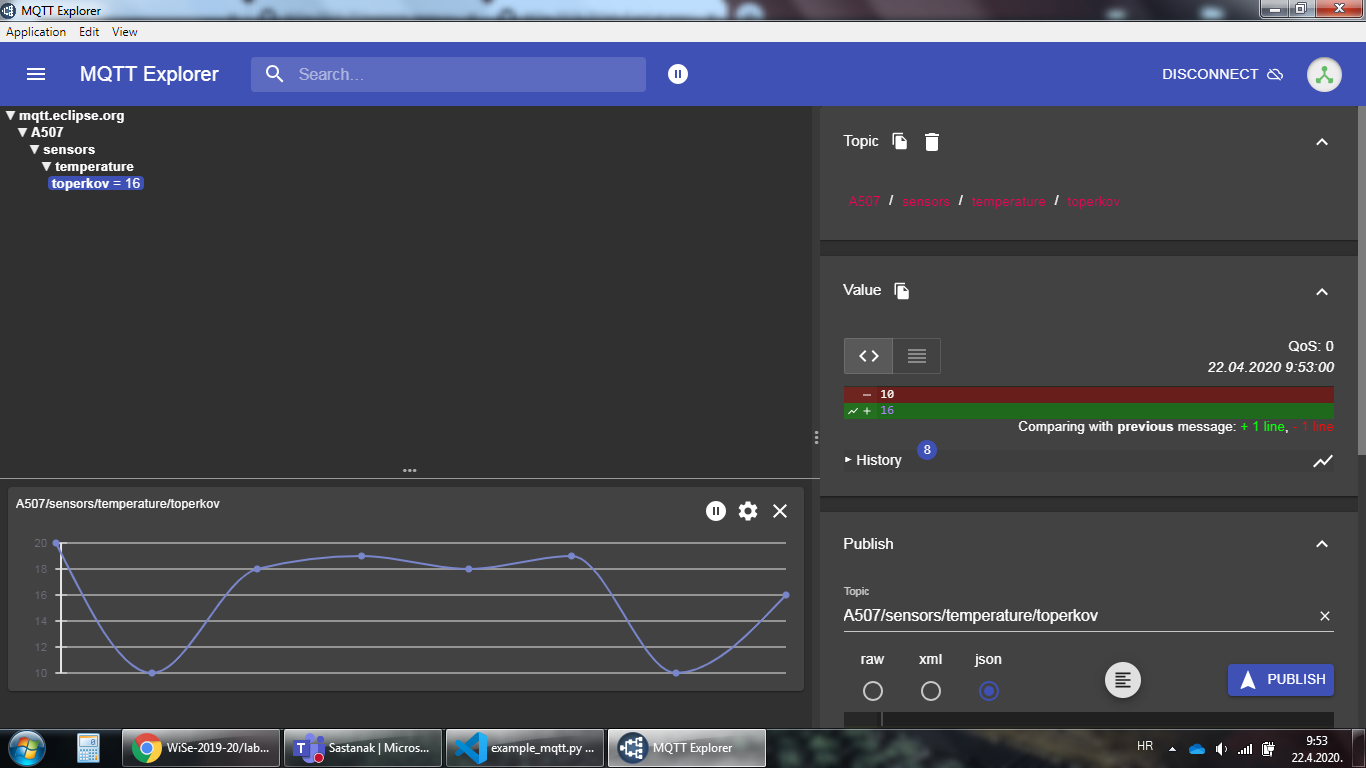 MQTT Explorer
Application Edit View
MQTT Explorer
Search...
DISCONNECT
mqtt.eclipse.org
A507
sensors
temperature
toperkov = 16
A507/sensors/temperature/toperkov
20
18
16
14
12
10
Topic
A507 / sensors / temperature / toperkov
Value
QoS: 0
22.04.2020 9:53:00
- 10
+ 16
Comparing with previous message: + 1 line, - 1 line
History 8
Publish
Topic
A507/sensors/temperature/toperkov
raw xml json
PUBLISH
WiSe-2019-20/lab...
Sastanak | Micros...
example_mqtt.py ...
MQTT Explorer
HR
9:53
22.4.2020.